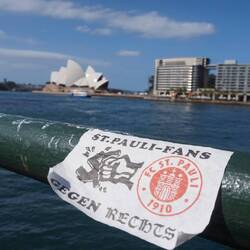 ST.PAULI-FANS
FC ST. PAULI
1910
GEGEN RECHTS